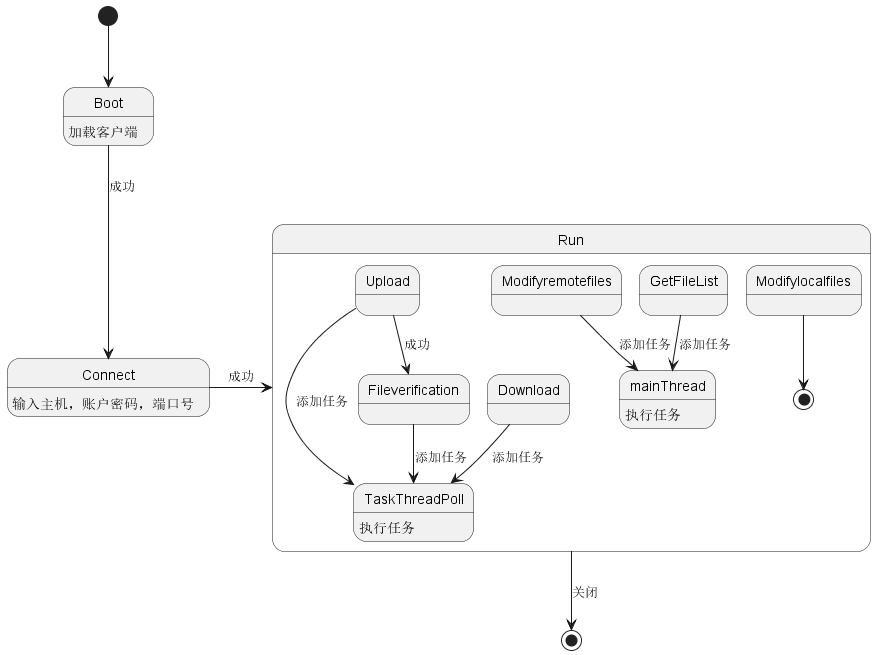 Boot
加载客户端
成功
Run
Upload
Modifyremotefiles
GetFileList
Modifylocalfiles
成功
添加任务
添加任务
Connect
输入主机，账户密码，端口号
成功
Fileverification
Download
mainThread
执行任务
添加任务
添加任务
添加任务
TaskThreadPoll
执行任务
关闭